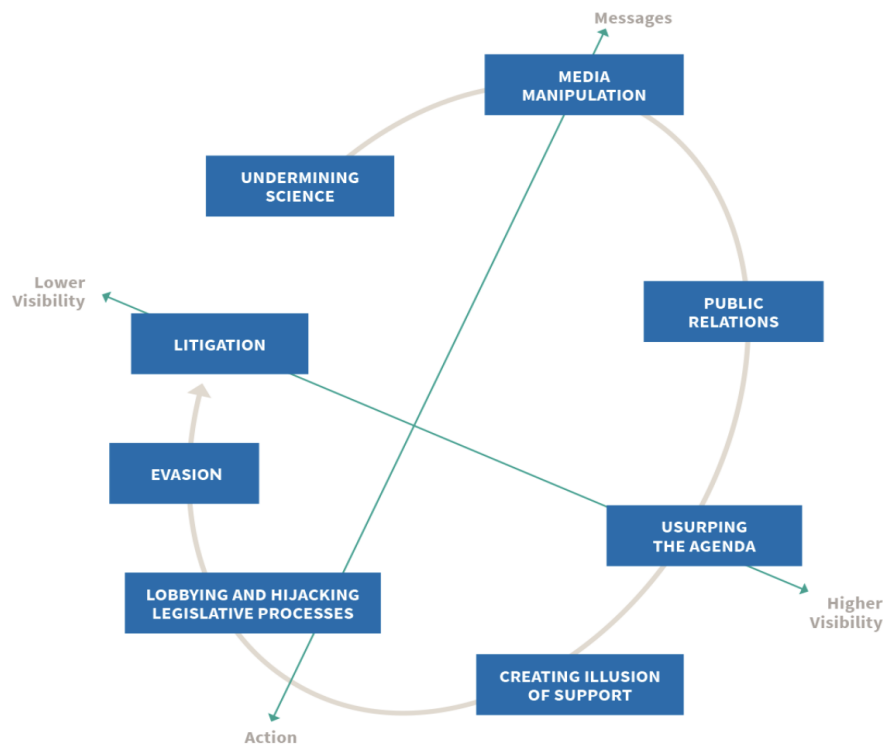 Messages
MEDIA
MANIPULATION
UNDERMINING
SCIENCE
Lower
Visibility
PUBLIC
RELATIONS
LITIGATION
EVASION
USURPING
THE AGENDA
LOBBYING AND HIJACKING
LEGISLATIVE PROCESSES
Higher
Visibility
CREATING ILLUSION
OF SUPPORT
Action